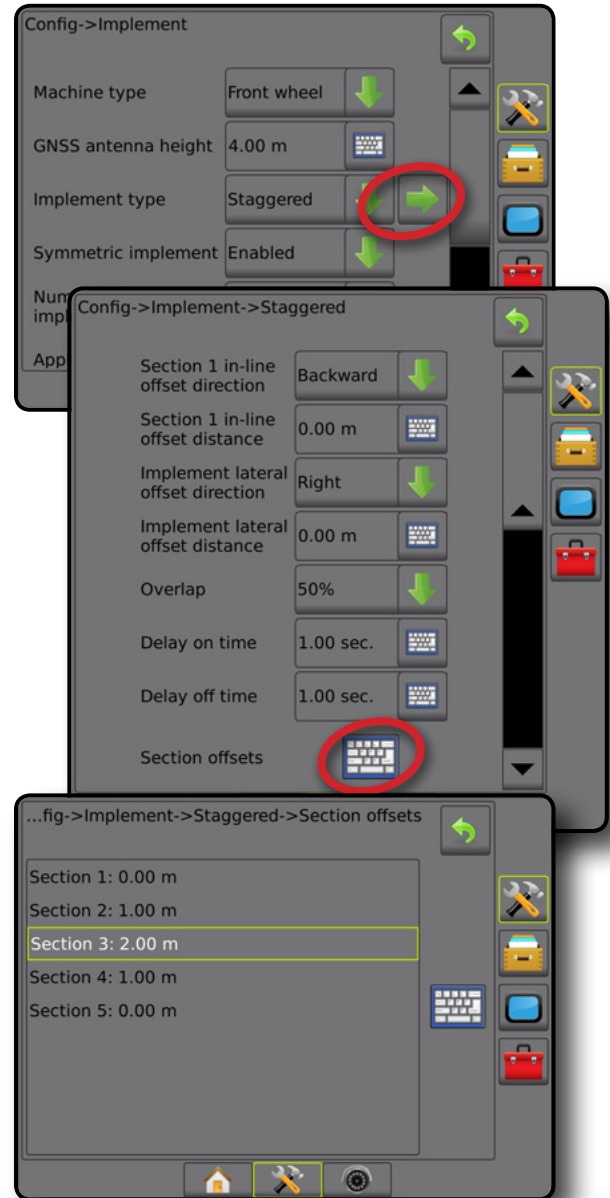 Config->Implement
Machine type Front wheel
GNSS antenna height 4.00 m
Implement type Staggered
Symmetric implement Enabled
Config->Implement->Staggered
Section 1 in-line
offset direction Backward
Section 1 in-line
offset distance 0.00 m
Implement lateral
offset direction Right
Implement lateral
offset distance 0.00 m
Overlap 50%
Delay on time 1.00 sec.
Delay off time 1.00 sec.
Section offsets
...fig->Implement->Staggered->Section offsets
Section 1: 0.00 m
Section 2: 1.00 m
Section 3: 2.00 m
Section 4: 1.00 m
Section 5: 0.00 m